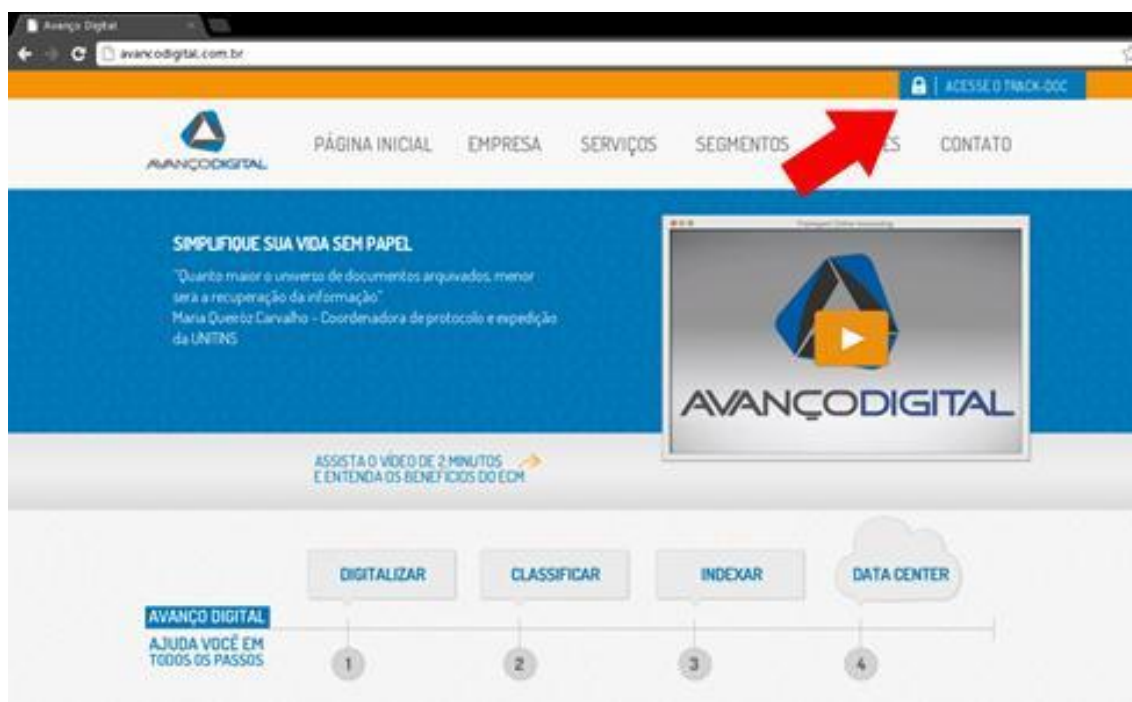 Avanço Digital
avancodigital.com.br
ACESSE O TRACK-DOC
AVANÇODIGITAL
PÁGINA INICIAL EMPRESA SERVIÇOS SEGMENTOS ES CONTATO
SIMPLIFIQUE SUA VIDA SEM PAPEL
"Quanto maior o universo de documentos arquivados, menor
será a recuperação da informação"
Maria Queiroz Carvalho - Coordenadora de protocolo e expedição
da UNITINS
AVANÇODIGITAL
ASSISTA O VÍDEO DE 2 MINUTOS
E ENTENDA OS BENEFÍCIOS DO ECM
DIGITALIZAR CLASSIFICAR INDEXAR DATA CENTER
AVANÇO DIGITAL
AJUDA VOCÊ EM
TODOS OS PASSOS
1 2 3 4